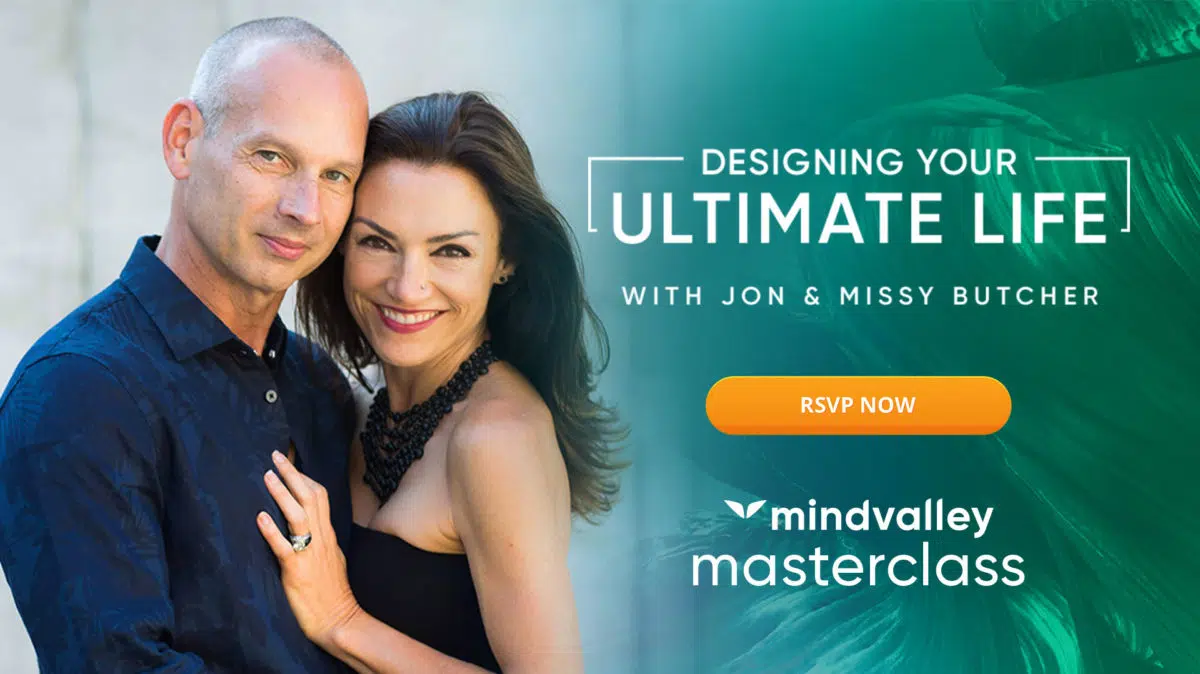 DESIGNING YOUR
ULTIMATE LIFE
WITH JON & MISSY BUTCHER
RSVP NOW
mindvalley
masterclass